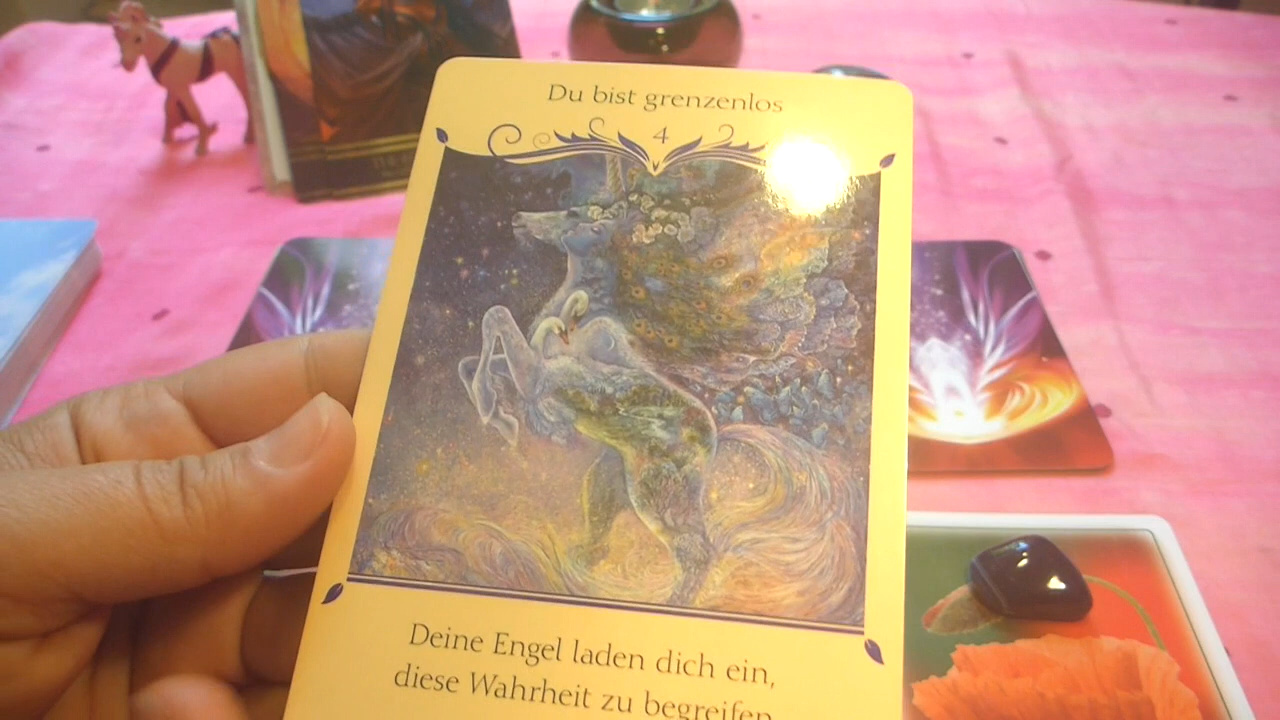 Du bist grenzenlos
4
Deine Engel laden dich ein,
diese Wahrheit zu begreifen